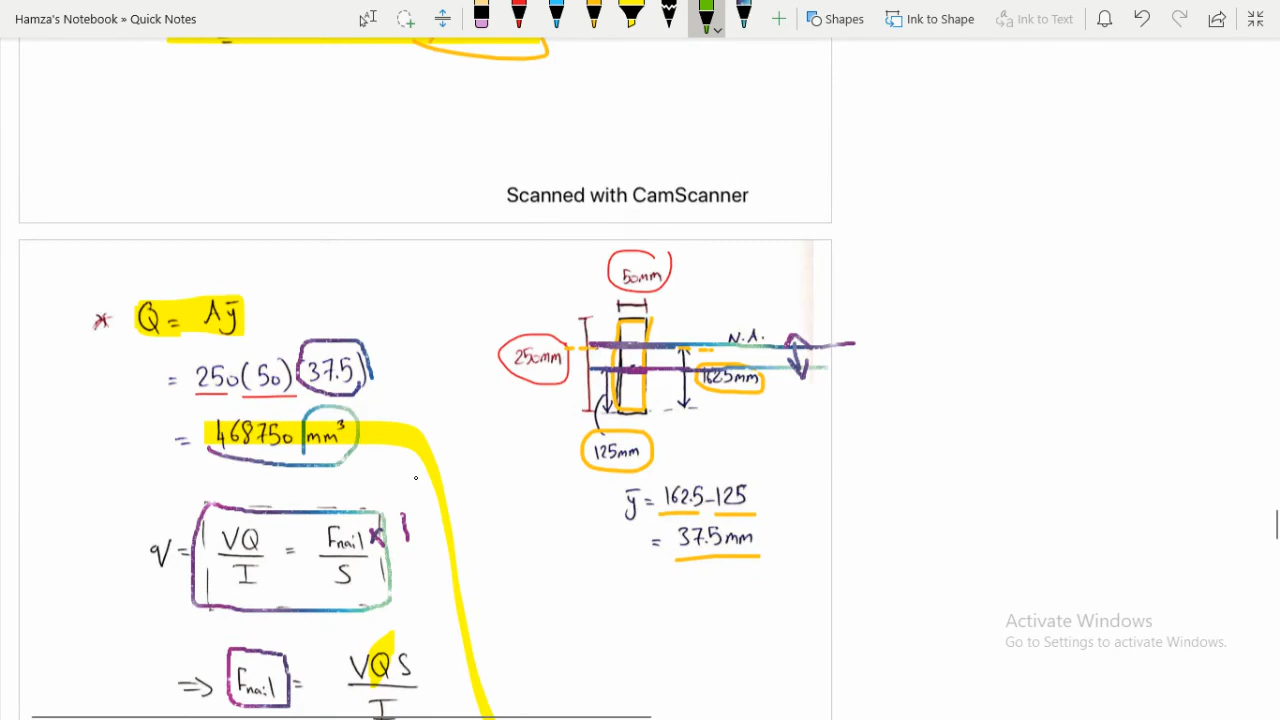 Hamza's Notebook » Quick Notes
Shapes
Ink to Shape
Ink to Text
Scanned with CamScanner
* Q = Aȳ
= 250(50)(37.5)
= 468750 mm³
q = VQ/I = Fnail/S × 1
=> Fnail = VQS/I
50mm
N.A.
250mm
162.5mm
125mm
ȳ = 162.5-125
= 37.5mm
Activate Windows
Go to Settings to activate Windows.